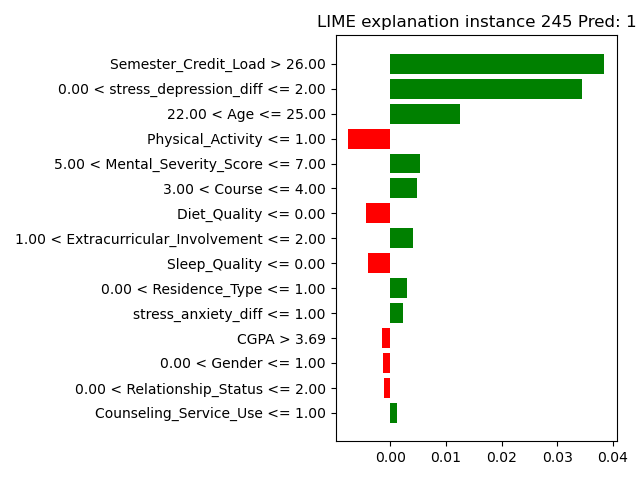 LIME explanation instance 245 Pred: 1
Semester_Credit_Load > 26.00
0.00 < stress_depression_diff <= 2.00
22.00 < Age <= 25.00
Physical_Activity <= 1.00
5.00 < Mental_Severity_Score <= 7.00
3.00 < Course <= 4.00
Diet_Quality <= 0.00
1.00 < Extracurricular_Involvement <= 2.00
Sleep_Quality <= 0.00
0.00 < Residence_Type <= 1.00
stress_anxiety_diff <= 1.00
CGPA > 3.69
0.00 < Gender <= 1.00
0.00 < Relationship_Status <= 2.00
Counseling_Service_Use <= 1.00
0.00 0.01 0.02 0.03 0.04